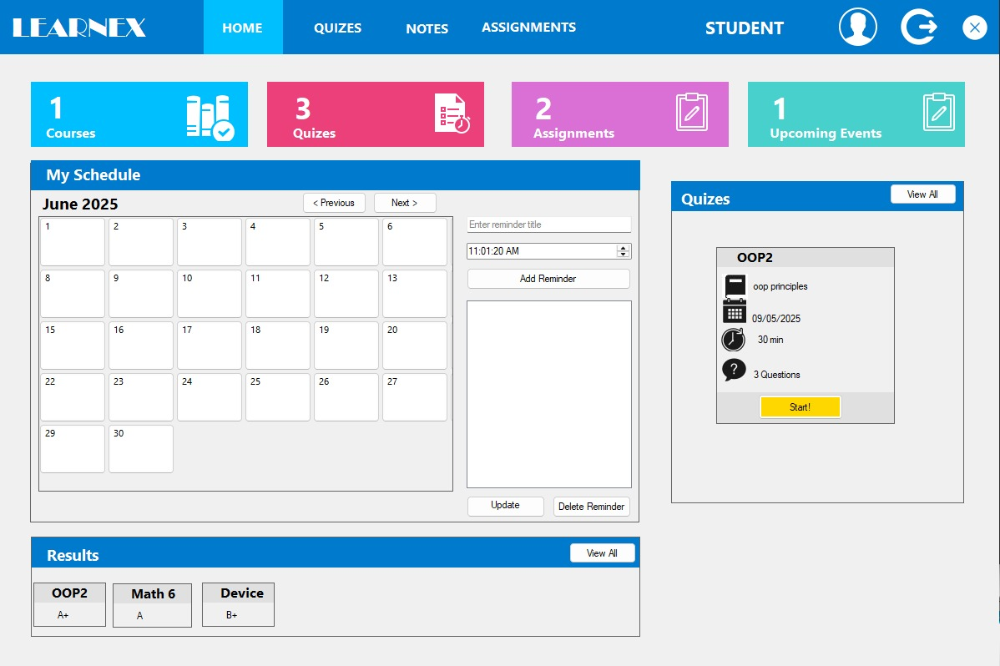 LEARNEX
HOME
QUIZES
NOTES
ASSIGNMENTS
STUDENT
1
Courses
3
Quizes
2
Assignments
1
Upcoming Events
My Schedule
June 2025
< Previous
Next >
1 2 3 4 5 6
8 9 10 11 12 13
15 16 17 18 19 20
22 23 24 25 26 27
29 30
Enter reminder title
11:01:20 AM
Add Reminder
Update
Delete Reminder
Quizes
View All
OOP2
oop principles
09/05/2025
30 min
?
3 Questions
Start!
Results
View All
OOP2
A+
Math 6
A
Device
B+